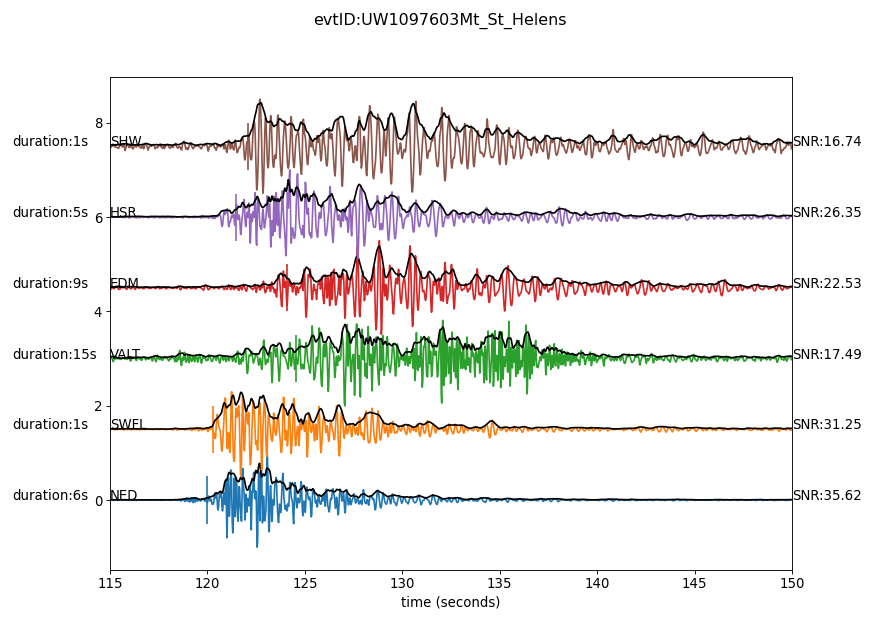 evtID:UW1097603Mt_St_Helens
8
duration:1s SHW SNR:16.74
duration:5s HSR SNR:26.35
6
duration:9s EDM SNR:22.53
4
duration:15s VALT SNR:17.49
2
duration:1s SWFL SNR:31.25
duration:6s NED SNR:35.62
0
115 120 125 130 135 140 145 150
time (seconds)